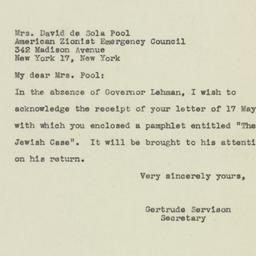 Mrs. David de Sola Pool
American Zionist Emergency Council
342 Madison Avenue
New York 17, New York
My dear Mrs. Pool:
In the absence of Governor Lehman, I wish to
acknowledge the receipt of your letter of 17 May
with which you enclosed a pamphlet entitled "The
Jewish Case". It will be brought to his attenti
on his return.
Very sincerely yours,
Gertrude Servison
Secretary